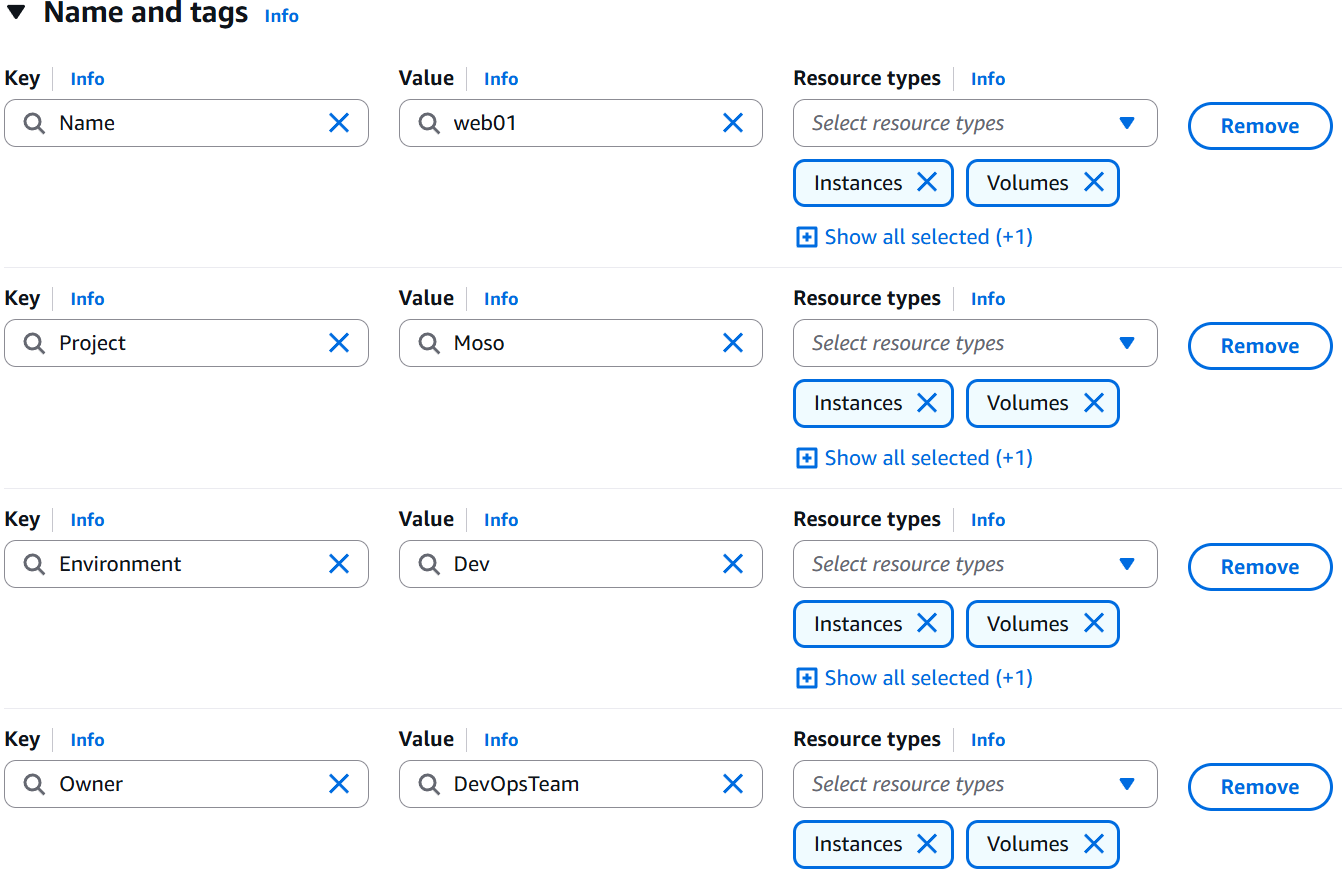 Name and tags Info
Key Info Value Info Resource types Info
Name web01 Select resource types Remove
Instances Volumes
Show all selected (+1)
Key Info Value Info Resource types Info
Project Moso Select resource types Remove
Instances Volumes
Show all selected (+1)
Key Info Value Info Resource types Info
Environment Dev Select resource types Remove
Instances Volumes
Show all selected (+1)
Key Info Value Info Resource types Info
Owner DevOpsTeam Select resource types Remove
Instances Volumes